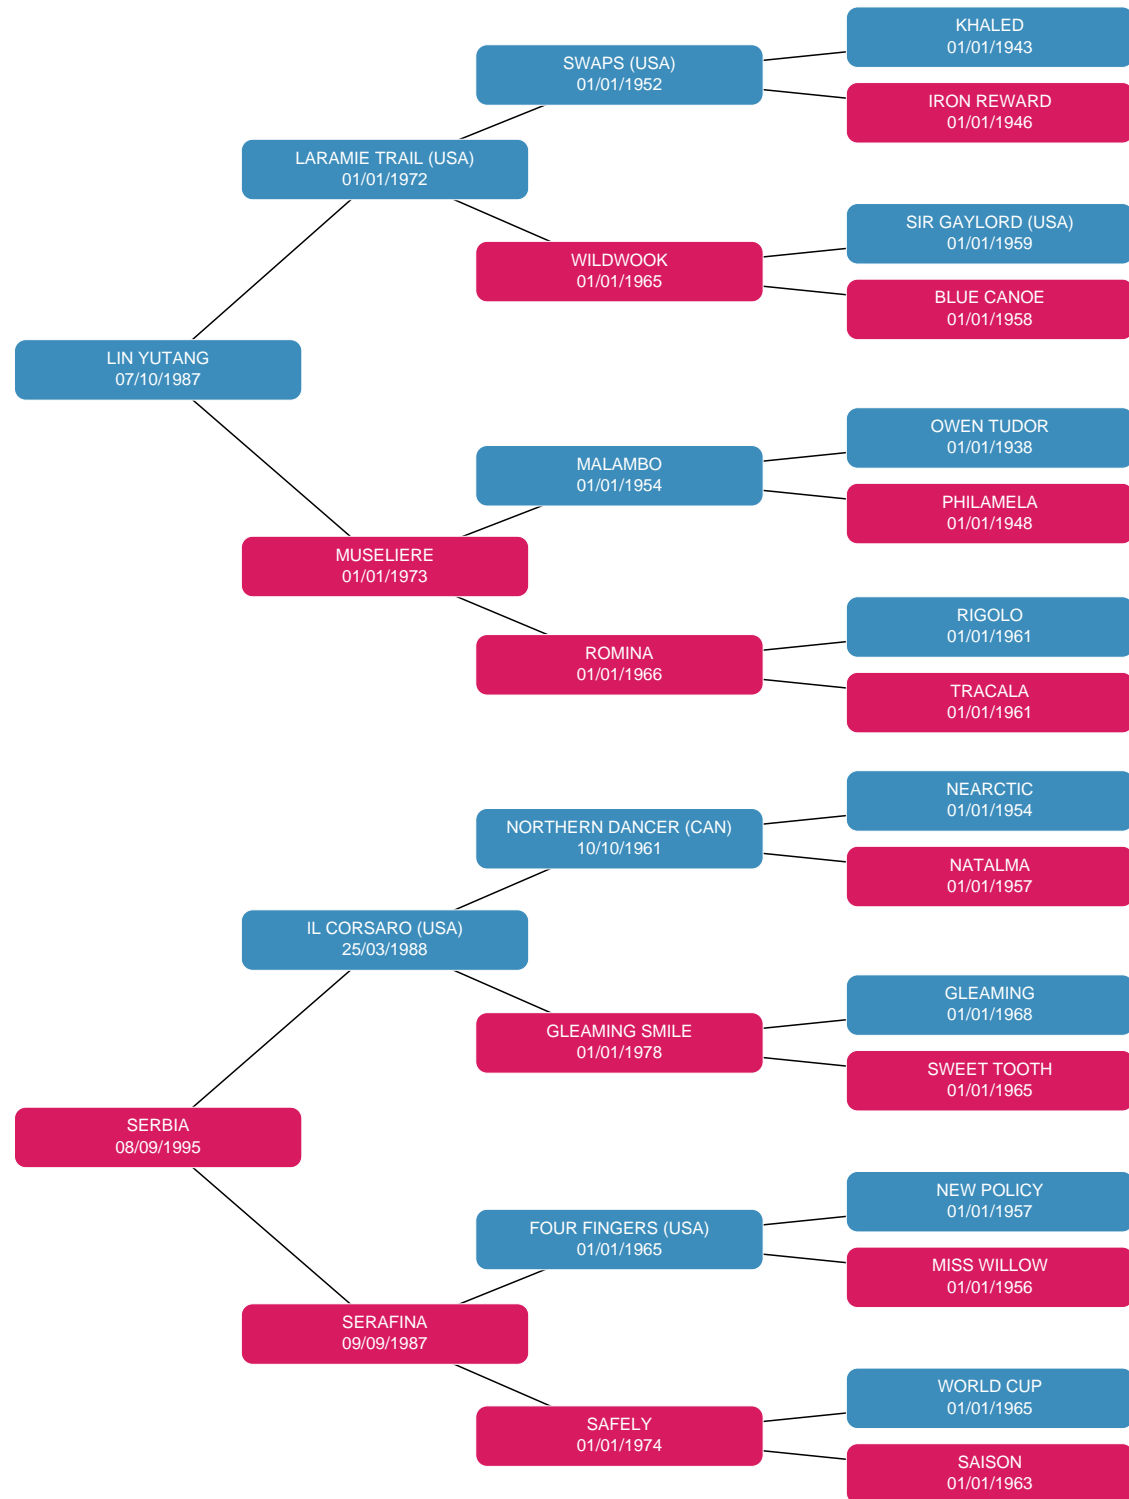 KHALED
01/01/1943
SWAPS (USA)
01/01/1952
IRON REWARD
01/01/1946
LARAMIE TRAIL (USA)
01/01/1972
SIR GAYLORD (USA)
01/01/1959
WILDWOOK
01/01/1965
BLUE CANOE
01/01/1958
LIN YUTANG
07/10/1987
OWEN TUDOR
01/01/1938
MALAMBO
01/01/1954
PHILAMELA
01/01/1948
MUSELIERE
01/01/1973
RIGOLO
01/01/1961
ROMINA
01/01/1966
TRACALA
01/01/1961
NEARCTIC
01/01/1954
NORTHERN DANCER (CAN)
10/10/1961
NATALMA
01/01/1957
IL CORSARO (USA)
25/03/1988
GLEAMING
01/01/1968
GLEAMING SMILE
01/01/1978
SWEET TOOTH
01/01/1965
SERBIA
08/09/1995
NEW POLICY
01/01/1957
FOUR FINGERS (USA)
01/01/1965
MISS WILLOW
01/01/1956
SERAFINA
09/09/1987
WORLD CUP
01/01/1965
SAFELY
01/01/1974
SAISON
01/01/1963